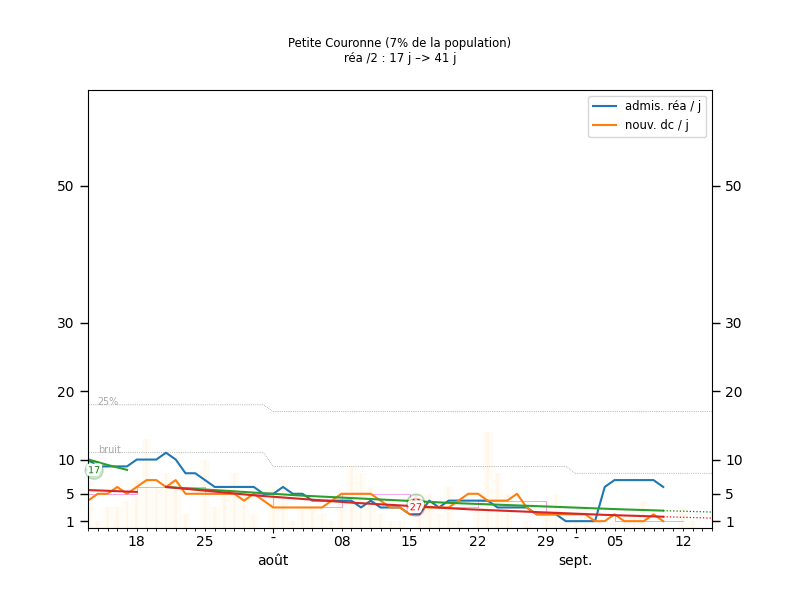 Petite Couronne (7% de la population)
réa /2 : 17 j –> 41 j
admis. réa / j
nouv. dc / j
50 50
30 30
20 20
25%
bruit
10 10
17
5 5
27
1 1
18 25 - 08 15 22 29 - 05 12
août sept.